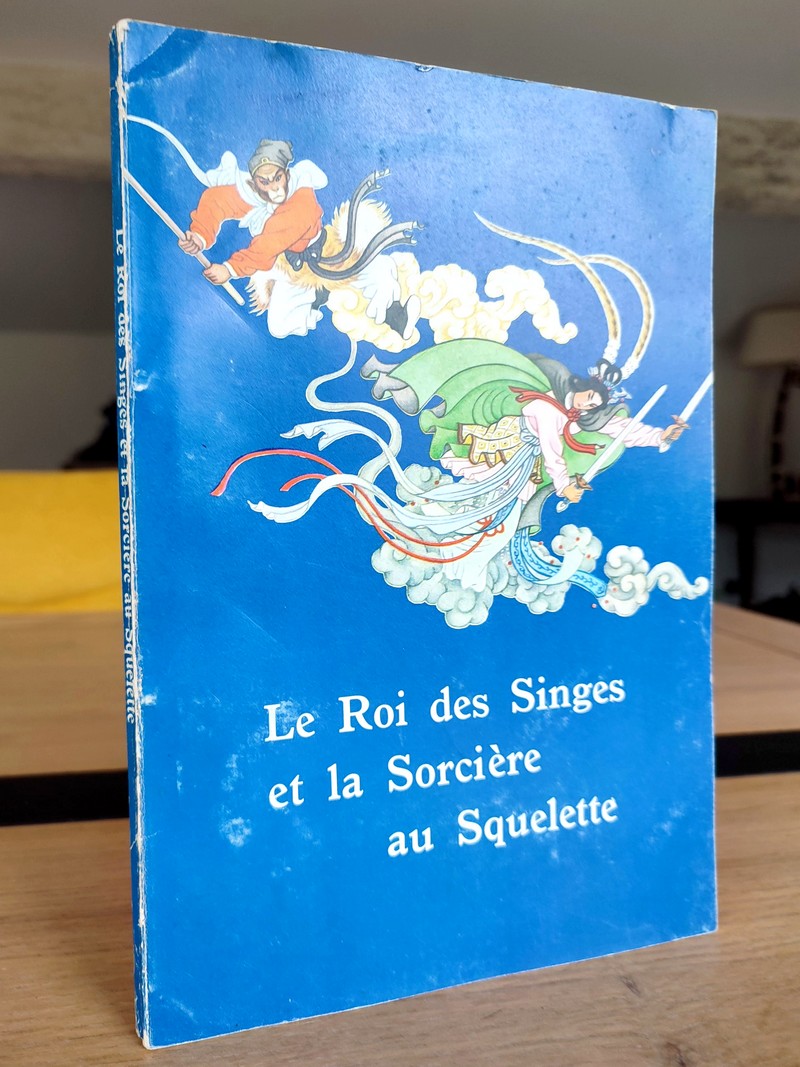 Le Roi des Singes et la Sorcière au Squelette
Le Roi des Singes
et la Sorcière
au Squelette